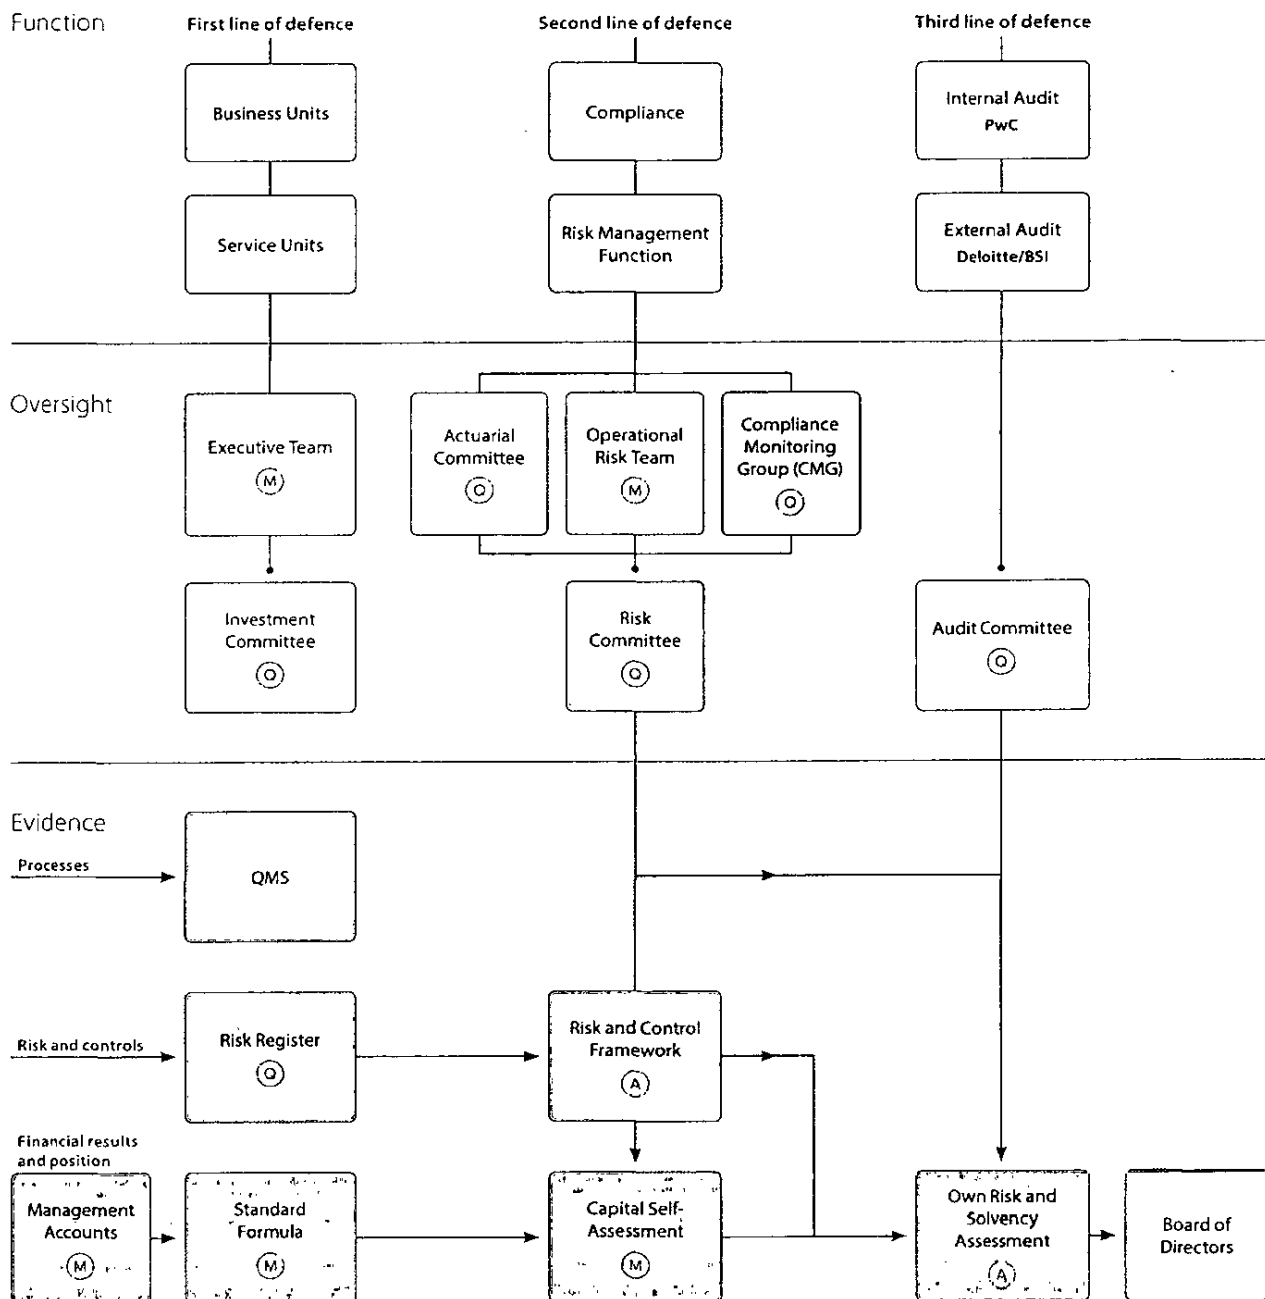 Function
First line of defence
Second line of defence
Third line of defence
Business Units
Compliance
Internal Audit
PwC
Service Units
Risk Management
Function
External Audit
Deloitte/BSI
Oversight
Executive Team
M
Actuarial
Committee
Q
Operational
Risk Team
M
Compliance
Monitoring
Group (CMG)
Q
Investment
Committee
Q
Risk
Committee
Q
Audit Committee
Q
Evidence
Processes
QMS
Risk and controls
Risk Register
Q
Risk and Control
Framework
A
Financial results
and position
Management
Accounts
M
Standard
Formula
M
Capital Self-
Assessment
M
Own Risk and
Solvency
Assessment
A
Board of
Directors